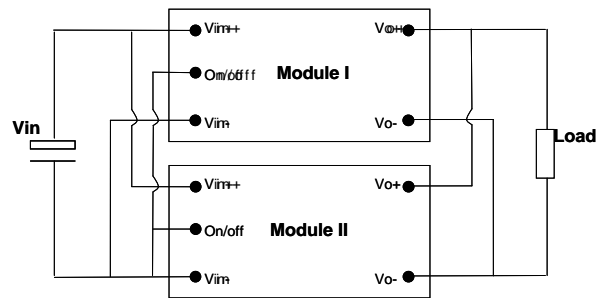 Vin+
Vo+
On/off
Module I
Vin
Vin-
Vo-
Load
Vin+
Vo+
On/off
Module II
Vin-
Vo-